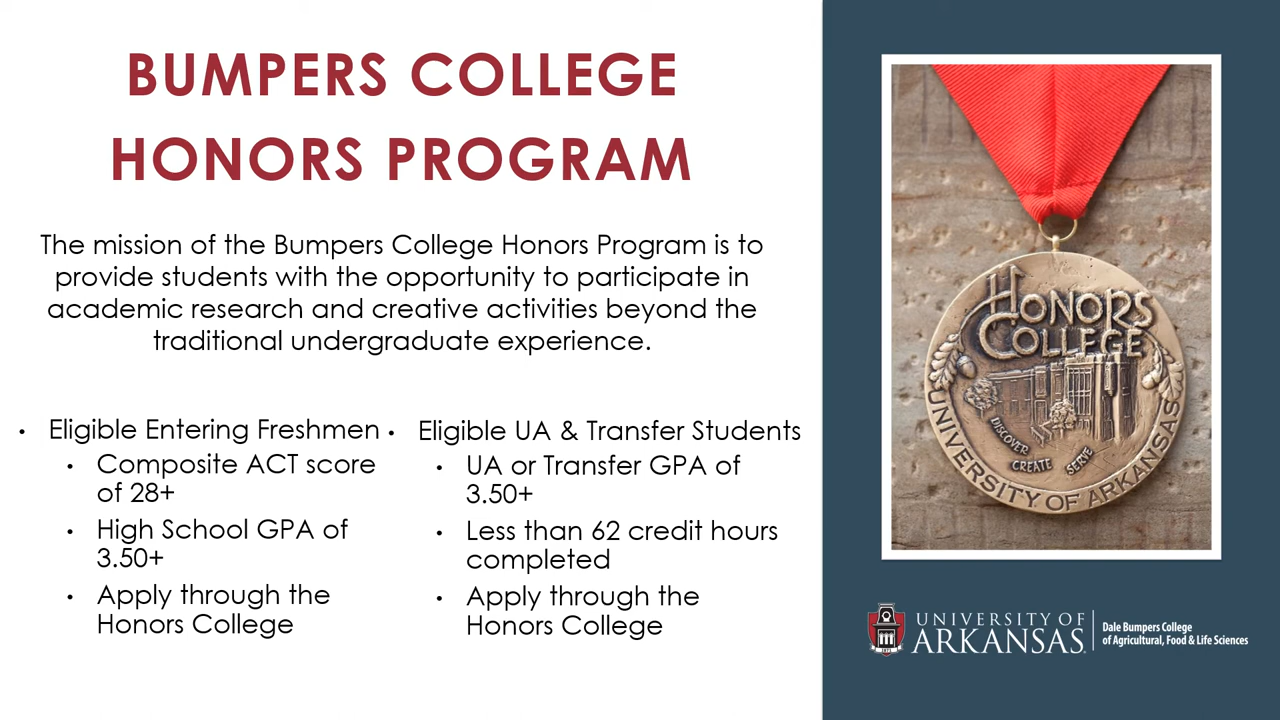 BUMPERS COLLEGE
HONORS PROGRAM
The mission of the Bumpers College Honors Program is to
provide students with the opportunity to participate in
academic research and creative activities beyond the
traditional undergraduate experience.
• Eligible Entering Freshmen
• Composite ACT score
of 28+
• High School GPA of
3.50+
• Apply through the
Honors College
• Eligible UA & Transfer Students
• UA or Transfer GPA of
3.50+
• Less than 62 credit hours
completed
• Apply through the
Honors College
HONORS
COLLEGE
DISCOVER
CREATE
SERVE
UNIVERSITY OF ARKANSAS
UNIVERSITY OF
ARKANSAS
Dale Bumpers College
of Agricultural, Food & Life Sciences
1871